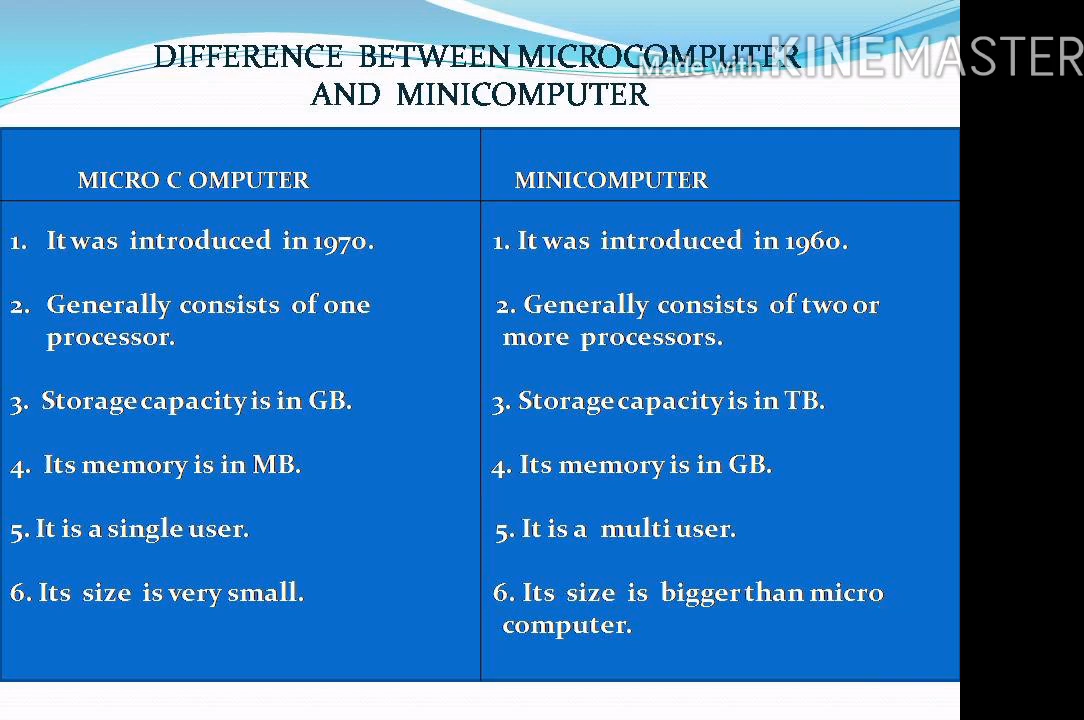 DIFFERENCE BETWEEN MICROCOMPUTER
Made with KINEMASTER
AND MINICOMPUTER
MICRO C OMPUTER
MINICOMPUTER
1. It was introduced in 1970.
1. It was introduced in 1960.
2. Generally consists of one
processor.
2. Generally consists of two or
more processors.
3. Storage capacity is in GB.
3. Storage capacity is in TB.
4. Its memory is in MB.
4. Its memory is in GB.
5. It is a single user.
5. It is a multi user.
6. Its size is very small.
6. Its size is bigger than micro
computer.